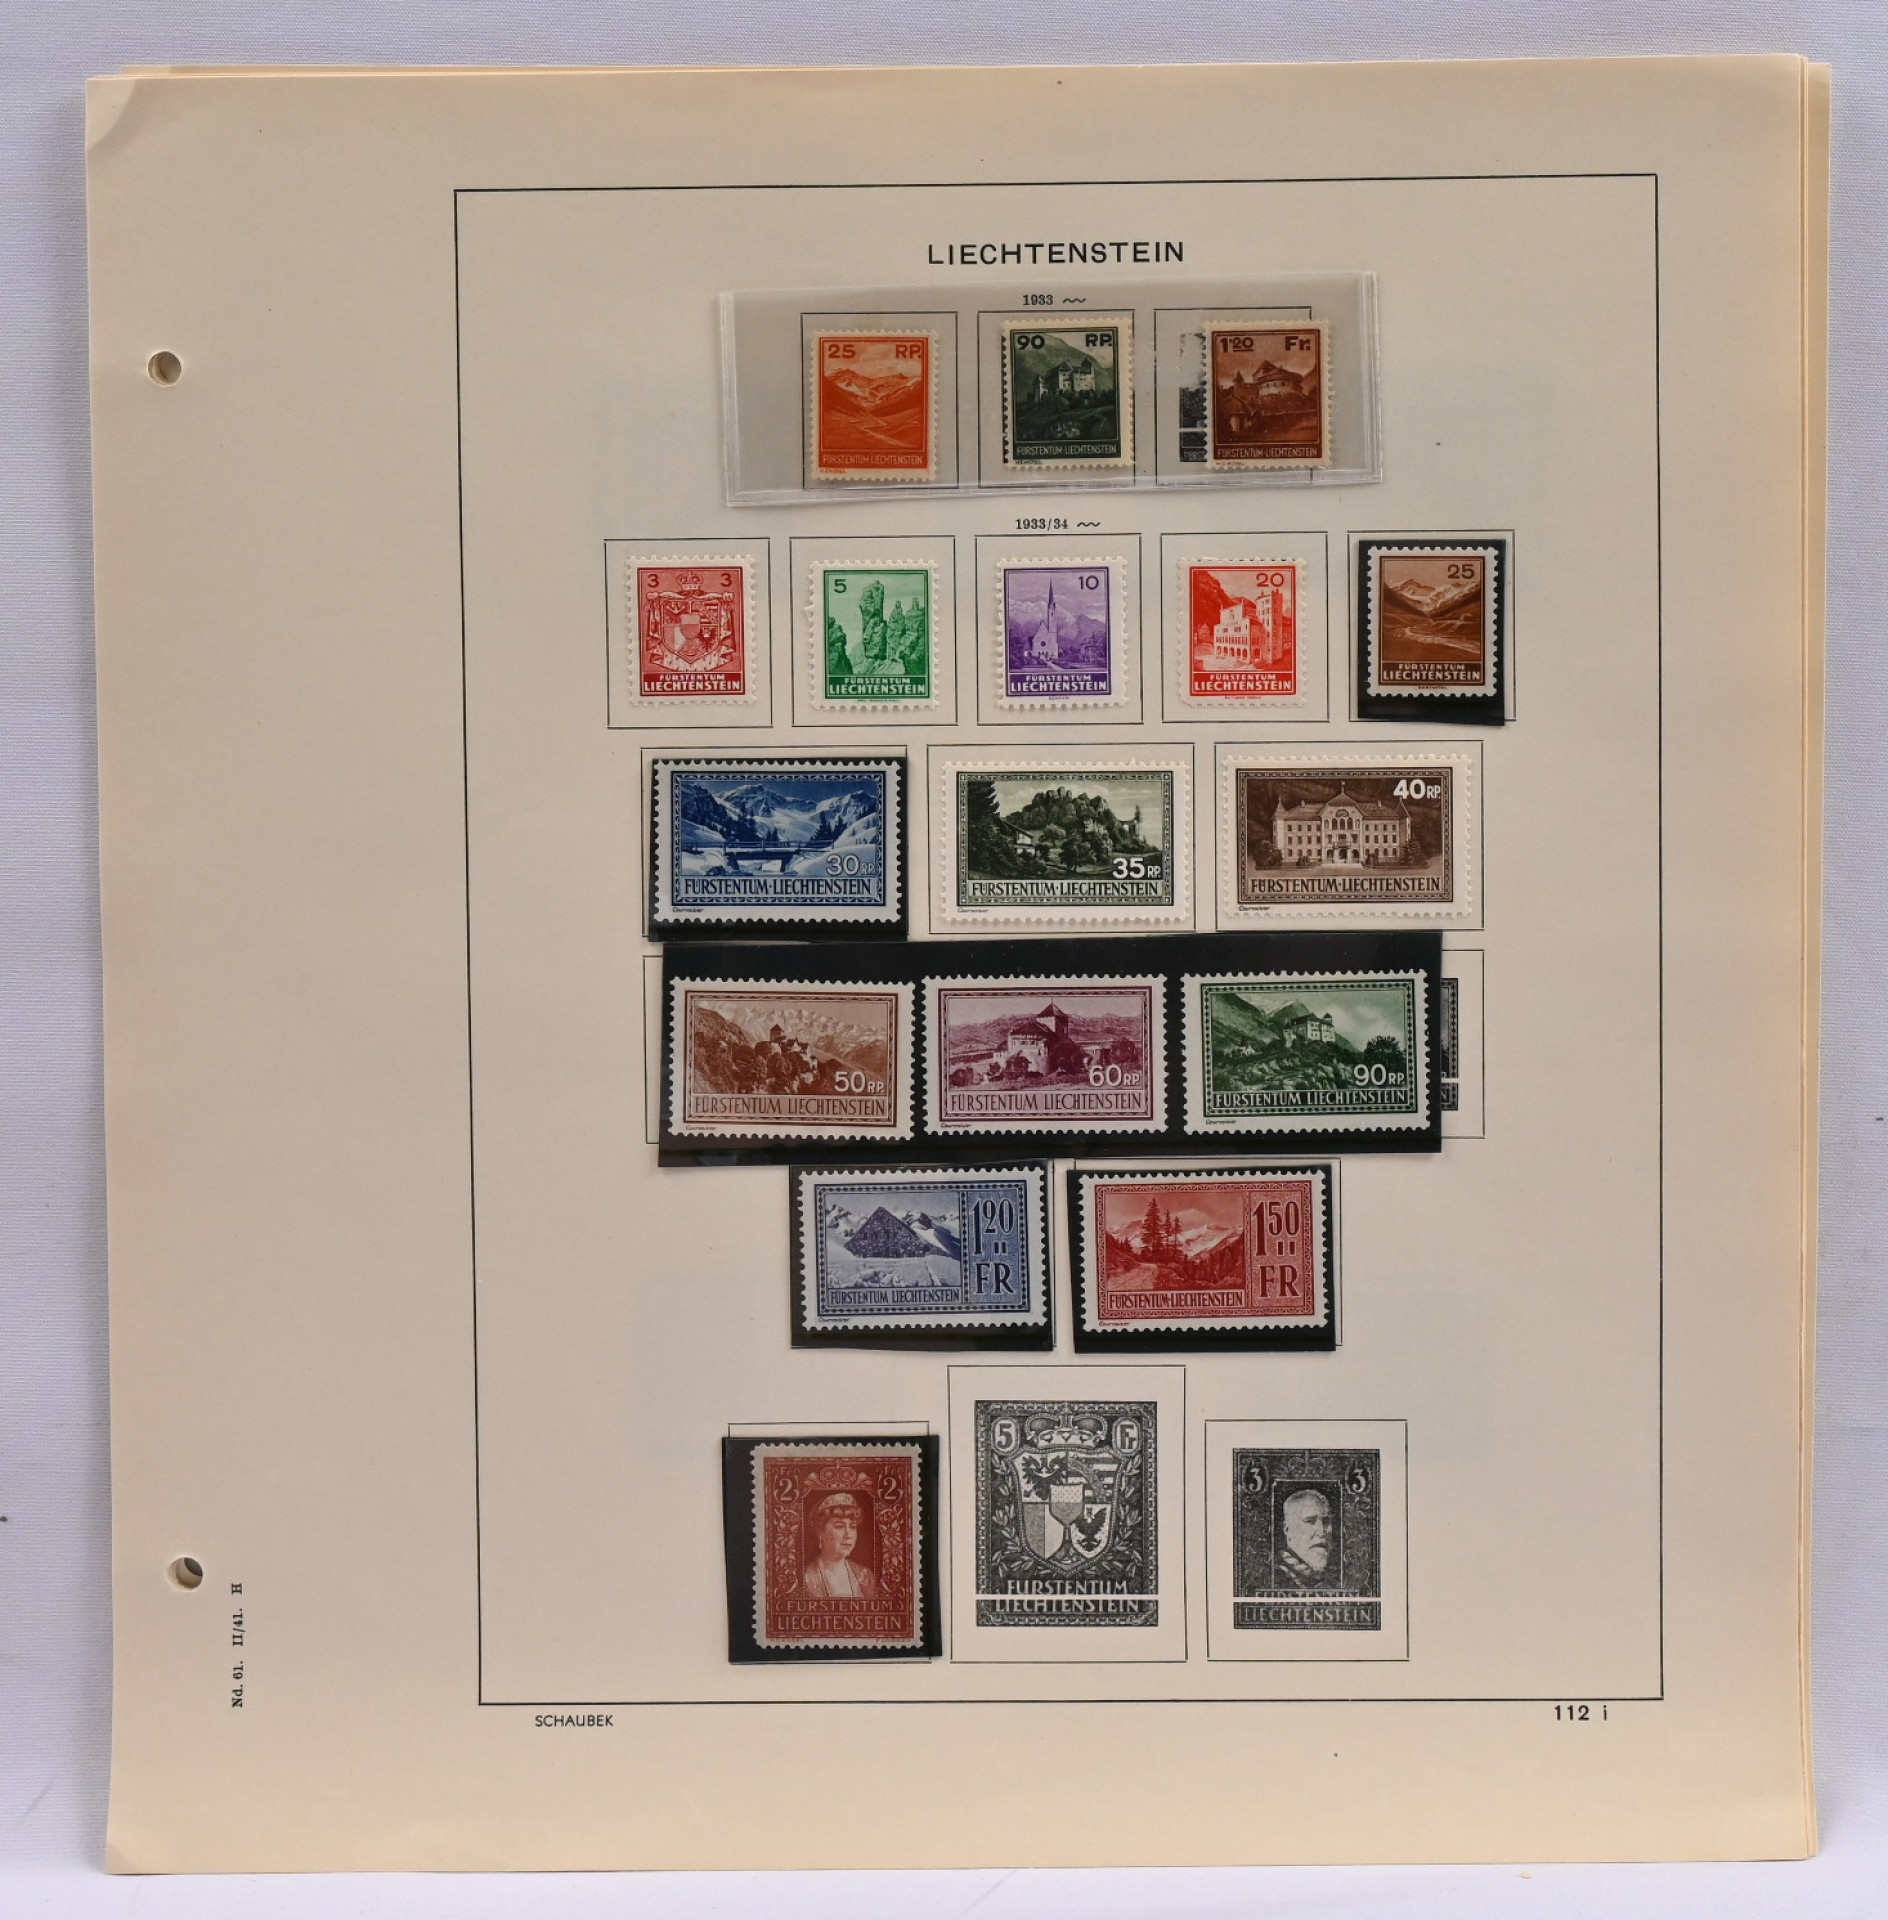 LIECHTENSTEIN
1933
25 RP.
FÜRSTENTUM·LIECHTENSTEIN
90 RP.
FÜRSTENTUM·LIECHTENSTEIN
1·20 Fr.
FÜRSTENTUM·LIECHTENSTEIN
1933/34
3 3
FÜRSTENTUM
LIECHTENSTEIN
5
FÜRSTENTUM
LIECHTENSTEIN
10
FÜRSTENTUM
LIECHTENSTEIN
20
FÜRSTENTUM
LIECHTENSTEIN
25
FÜRSTENTUM
LIECHTENSTEIN
30 RP.
FÜRSTENTUM·LIECHTENSTEIN
35 RP.
FÜRSTENTUM·LIECHTENSTEIN
40 RP.
FÜRSTENTUM·LIECHTENSTEIN
50 RP.
FÜRSTENTUM LIECHTENSTEIN
60 RP.
FÜRSTENTUM LIECHTENSTEIN
90 RP.
FÜRSTENTUM LIECHTENSTEIN
1 20
FR
FÜRSTENTUM LIECHTENSTEIN
1 50
FR
FÜRSTENTUM·LIECHTENSTEIN
2 2
FÜRSTENTUM
LIECHTENSTEIN
5 Fr
FÜRSTENTUM
LIECHTENSTEIN
3 3
FÜRSTENTUM
LIECHTENSTEIN
Nd. 61. II/41. H
SCHAUBEK
112 i